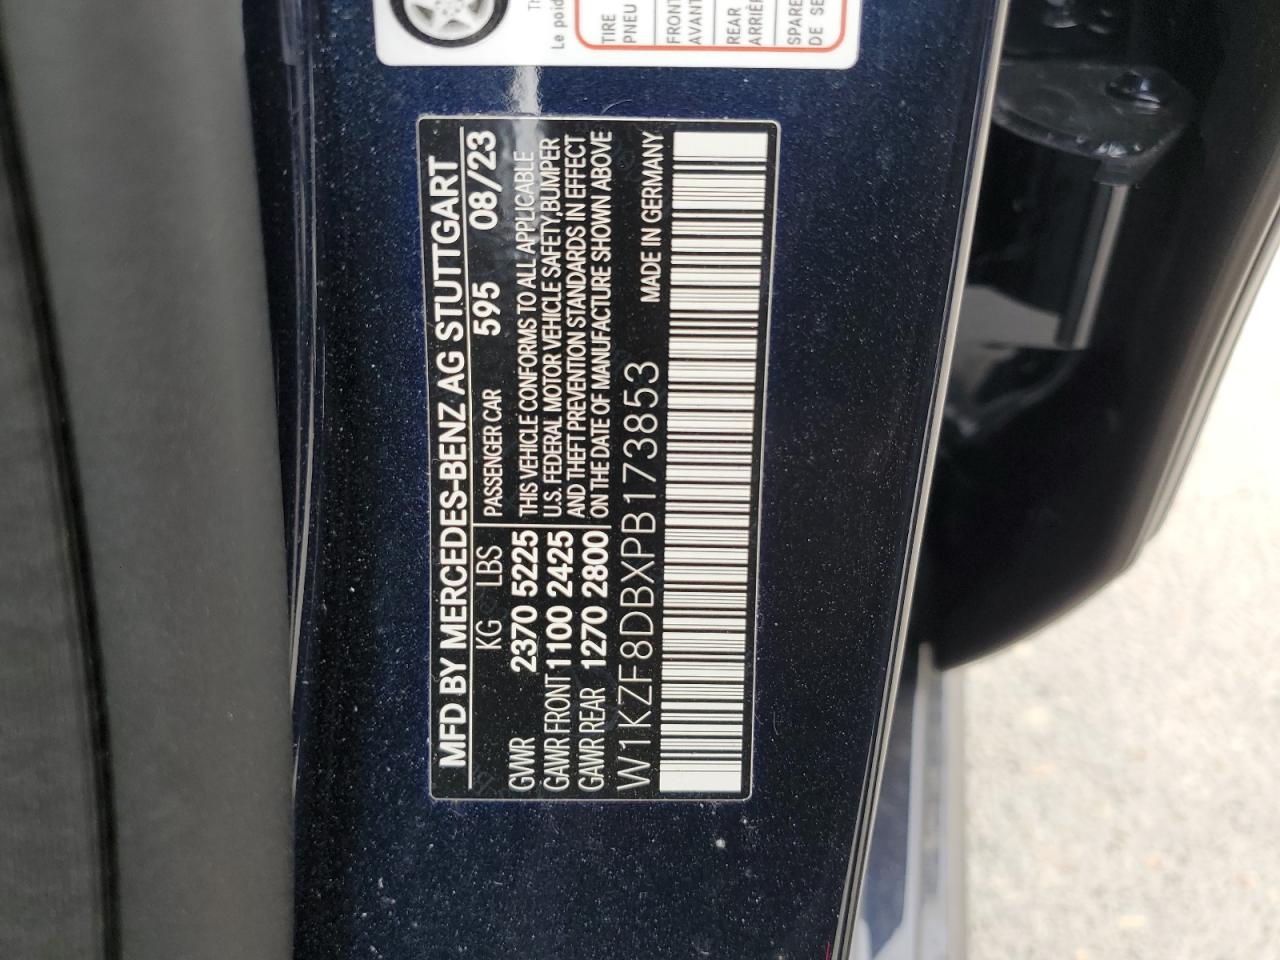 Le poid
TIRE
PNEU
FRONT
AVANT
REAR
ARRIÈR
SPARE
DE SE
MFD BY MERCEDES-BENZ AG STUTTGART
KG LBS PASSENGER CAR 595 08/23
GVWR 2370 5225 THIS VEHICLE CONFORMS TO ALL APPLICABLE
GAWR FRONT 1100 2425 U.S. FEDERAL MOTOR VEHICLE SAFETY,BUMPER
AND THEFT PREVENTION STANDARDS IN EFFECT
GAWR REAR 1270 2800 ON THE DATE OF MANUFACTURE SHOWN ABOVE
W1KZF8DBXPB173853 MADE IN GERMANY